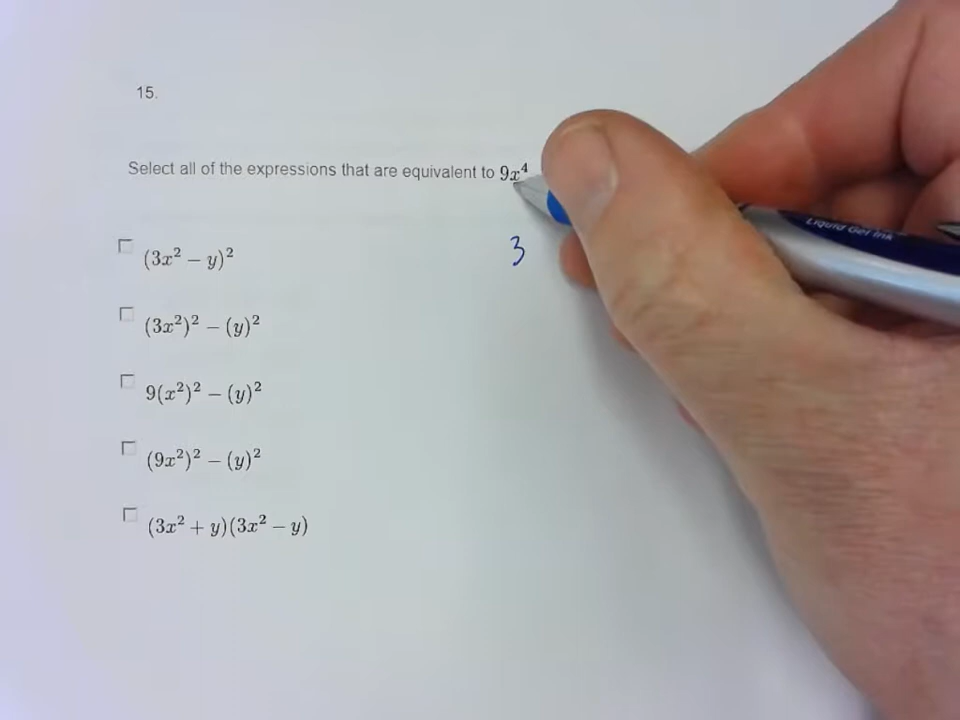 15.
Select all of the expressions that are equivalent to 9x⁴
3
(3x² − y)²
(3x²)² − (y)²
9(x²)² − (y)²
(9x²)² − (y)²
(3x² + y)(3x² − y)
Liquid Gel Ink